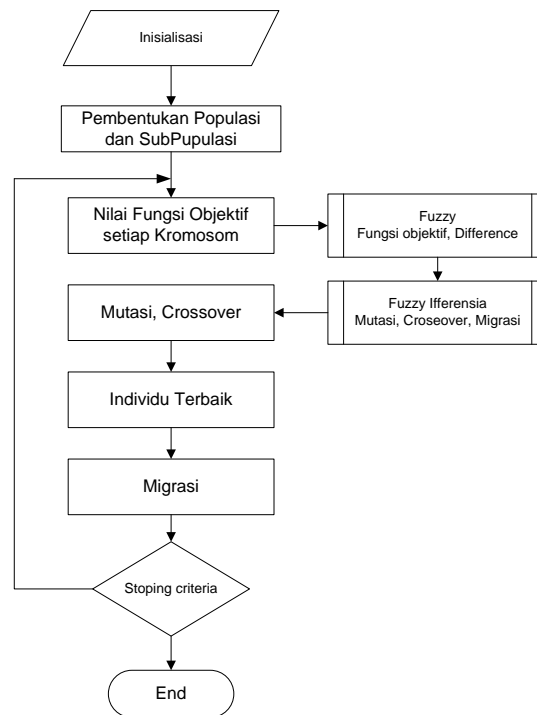 Inisialisasi
Pembentukan Populasi
dan SubPupulasi
Nilai Fungsi Objektif
setiap Kromosom
Fuzzy
Fungsi objektif, Difference
Fuzzy Ifferensia
Mutasi, Croseover, Migrasi
Mutasi, Crossover
Individu Terbaik
Migrasi
Stoping criteria
End